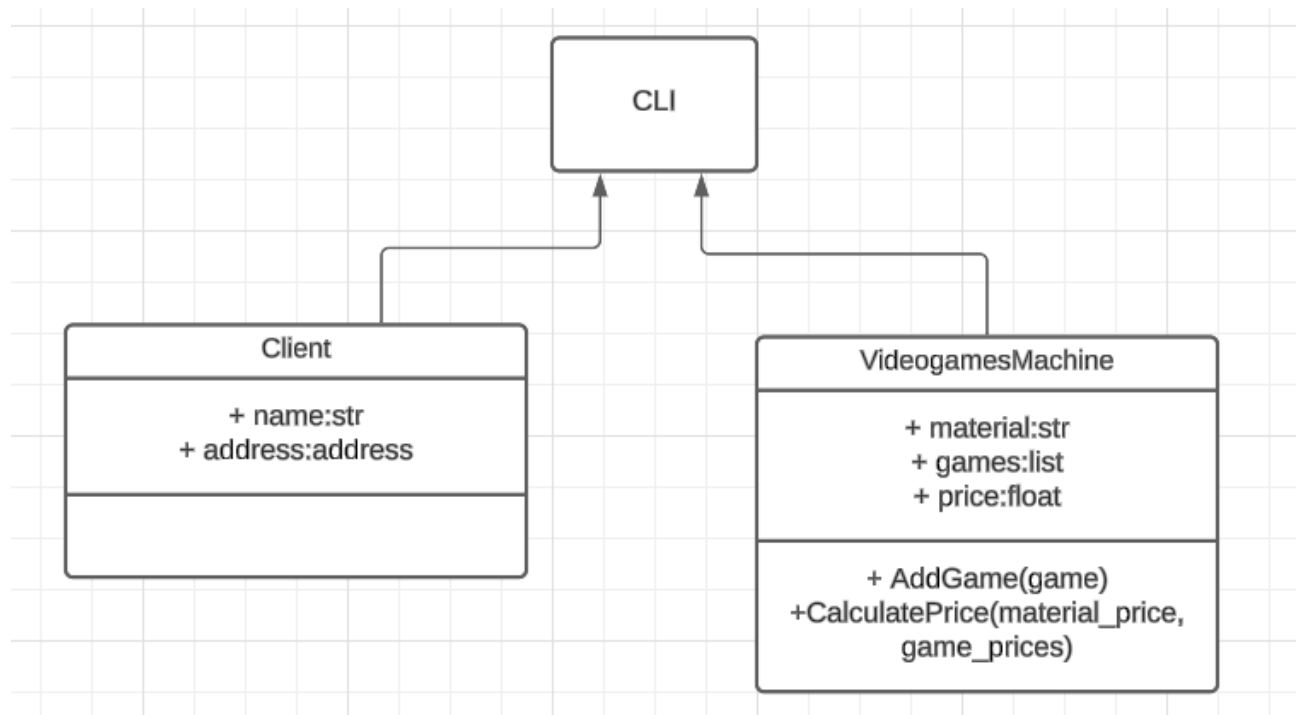 CLI
Client
+ name:str
+ address:address
VideogamesMachine
+ material:str
+ games:list
+ price:float
+ AddGame(game)
+CalculatePrice(material_price,
game_prices)